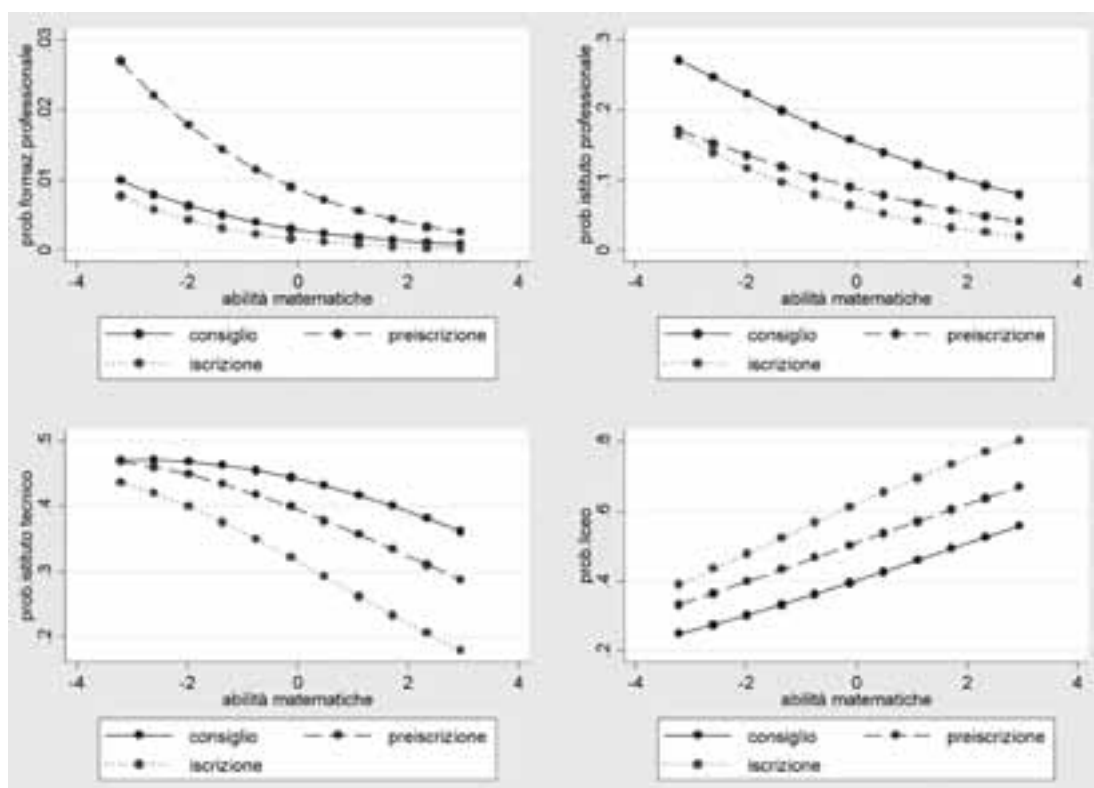 prob.formaz.professionale
0 .01 .02 .03
-4 -2 0 2 4
abilità matematiche
consiglio preiscrizione
iscrizione
prob.istituto professionale
0 .1 .2 .3
-4 -2 0 2 4
abilità matematiche
consiglio preiscrizione
iscrizione
prob.istituto tecnico
.2 .3 .4 .5
-4 -2 0 2 4
abilità matematiche
consiglio preiscrizione
iscrizione
prob.liceo
.2 .4 .6 .8
-4 -2 0 2 4
abilità matematiche
consiglio preiscrizione
iscrizione